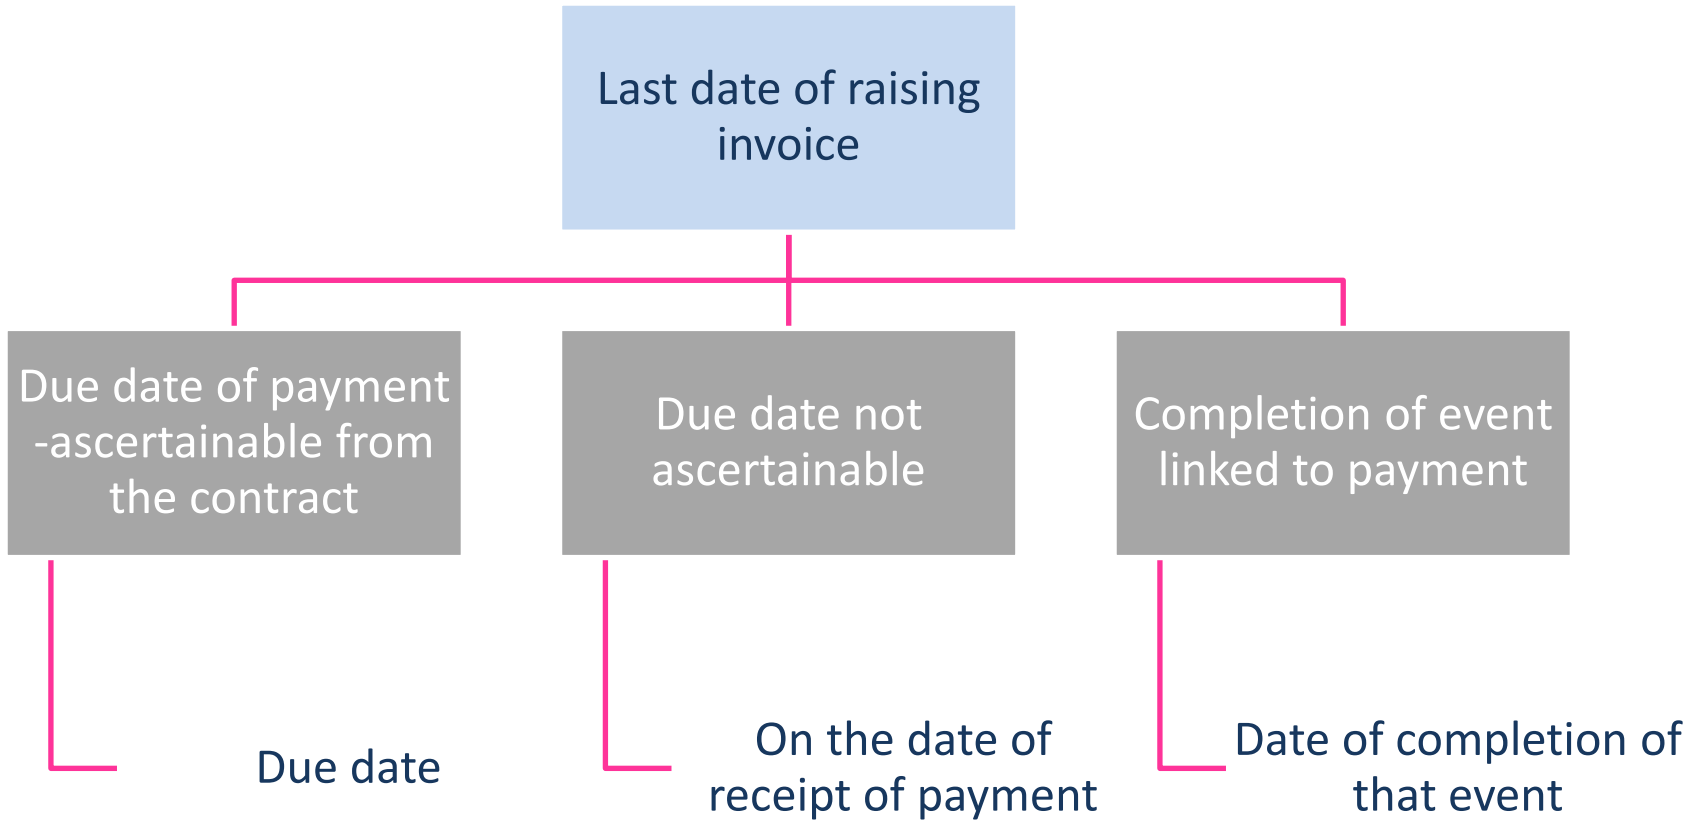 Last date of raising
invoice
Due date of payment
-ascertainable from
the contract
Due date not
ascertainable
Completion of event
linked to payment
Due date
On the date of
receipt of payment
Date of completion of
that event